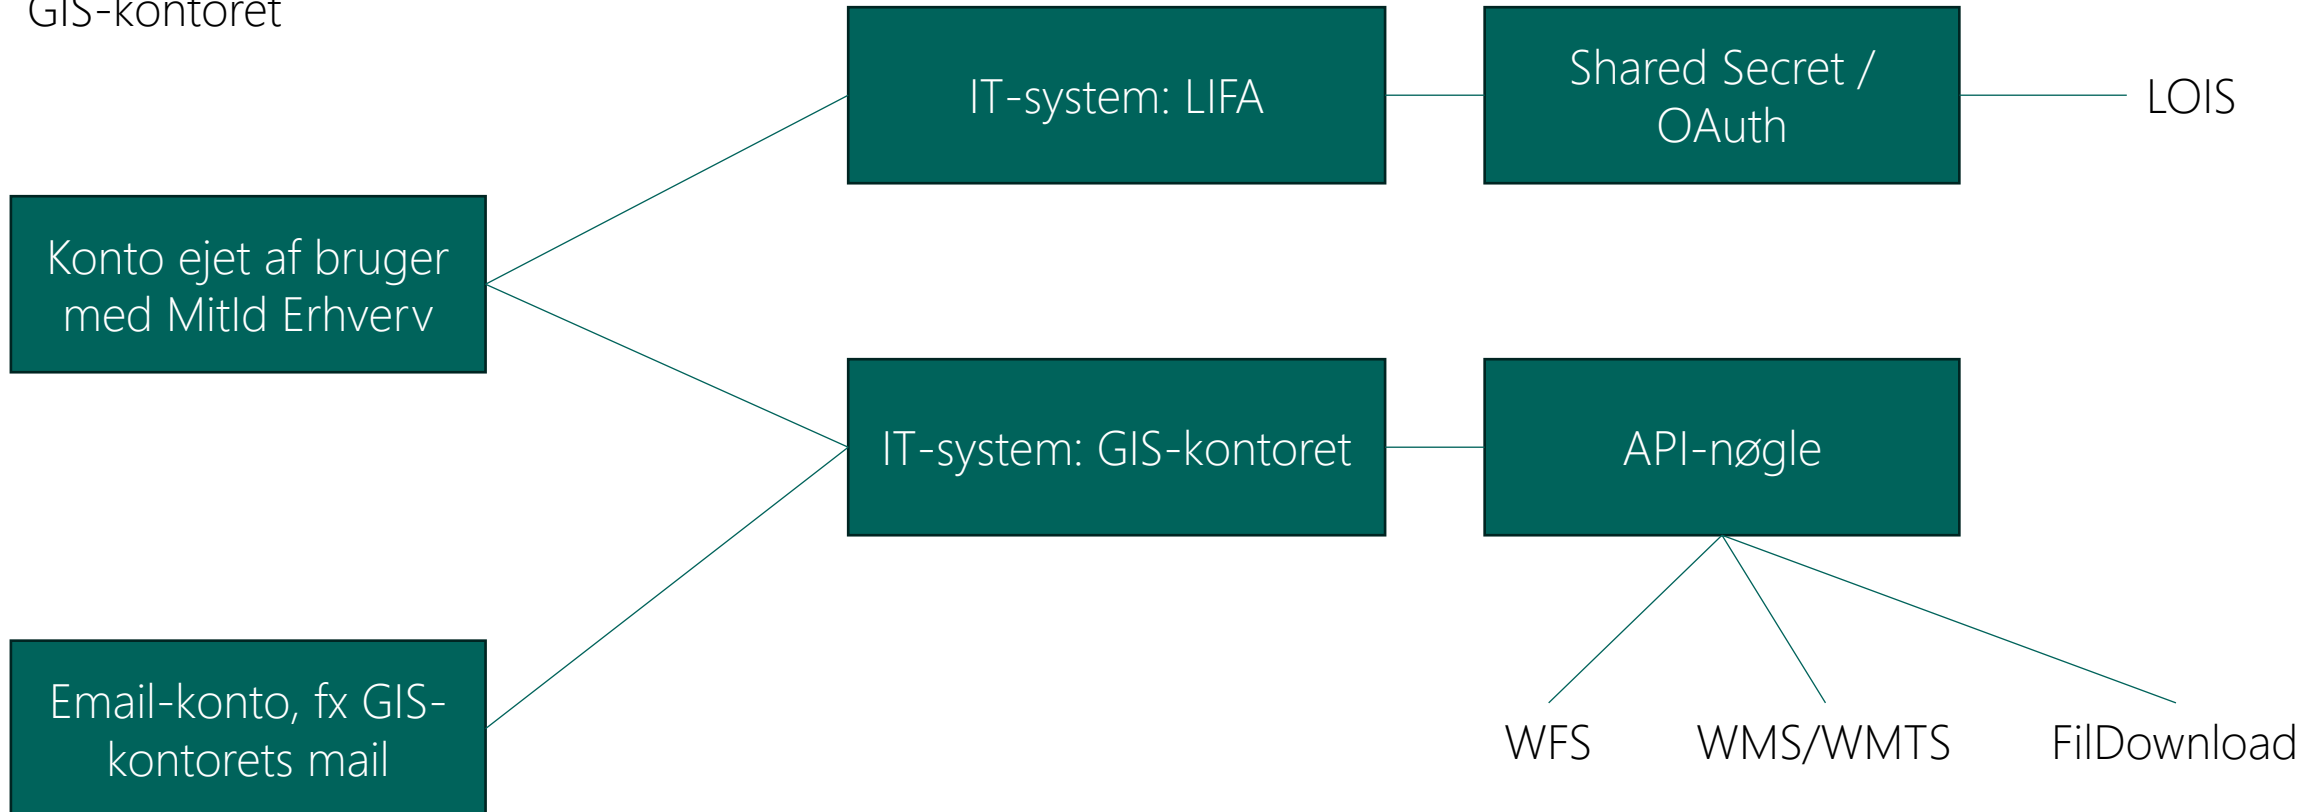 GIS-kontoret
IT-system: LIFA
Shared Secret /
OAuth
LOIS
Konto ejet af bruger
med MitId Erhverv
IT-system: GIS-kontoret
API-nøgle
Email-konto, fx GIS-
kontorets mail
WFS
WMS/WMTS
FilDownload